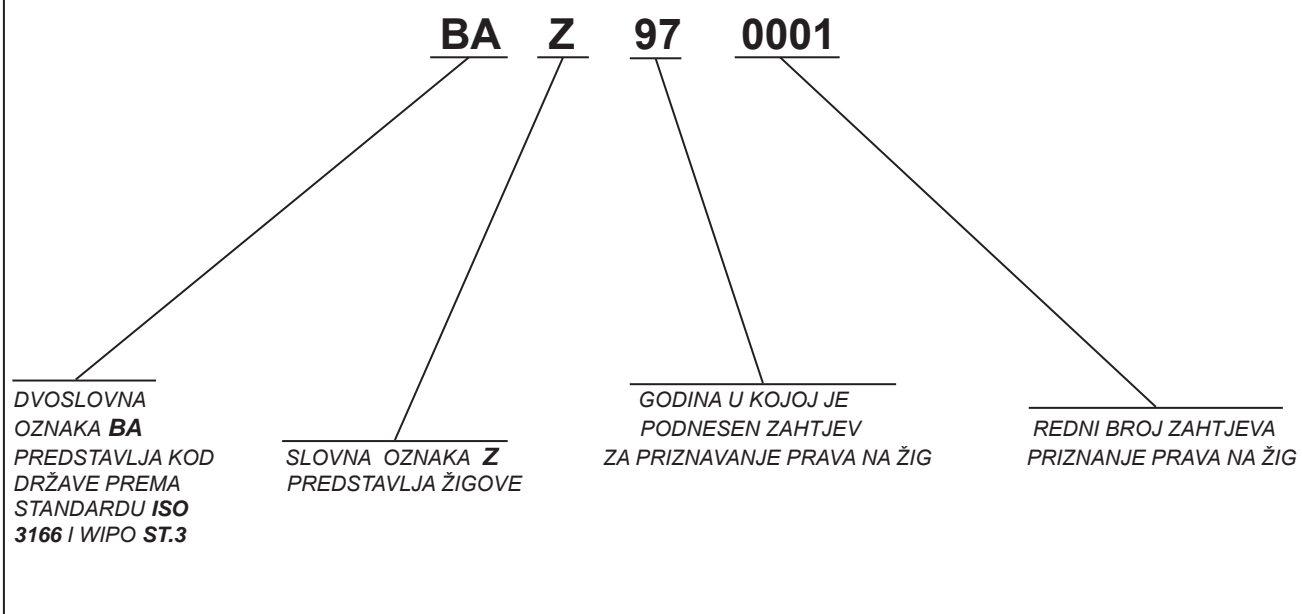 BA Z 97 0001
DVOSLOVNA
OZNAKA BA
PREDSTAVLJA KOD
DRŽAVE PREMA
STANDARDU ISO
3166 I WIPO ST.3
SLOVNA OZNAKA Z
PREDSTAVLJA ŽIGOVE
GODINA U KOJOJ JE
PODNESEN ZAHTJEV
ZA PRIZNAVANJE PRAVA NA ŽIG
REDNI BROJ ZAHTJEVA
PRIZNANJE PRAVA NA ŽIG